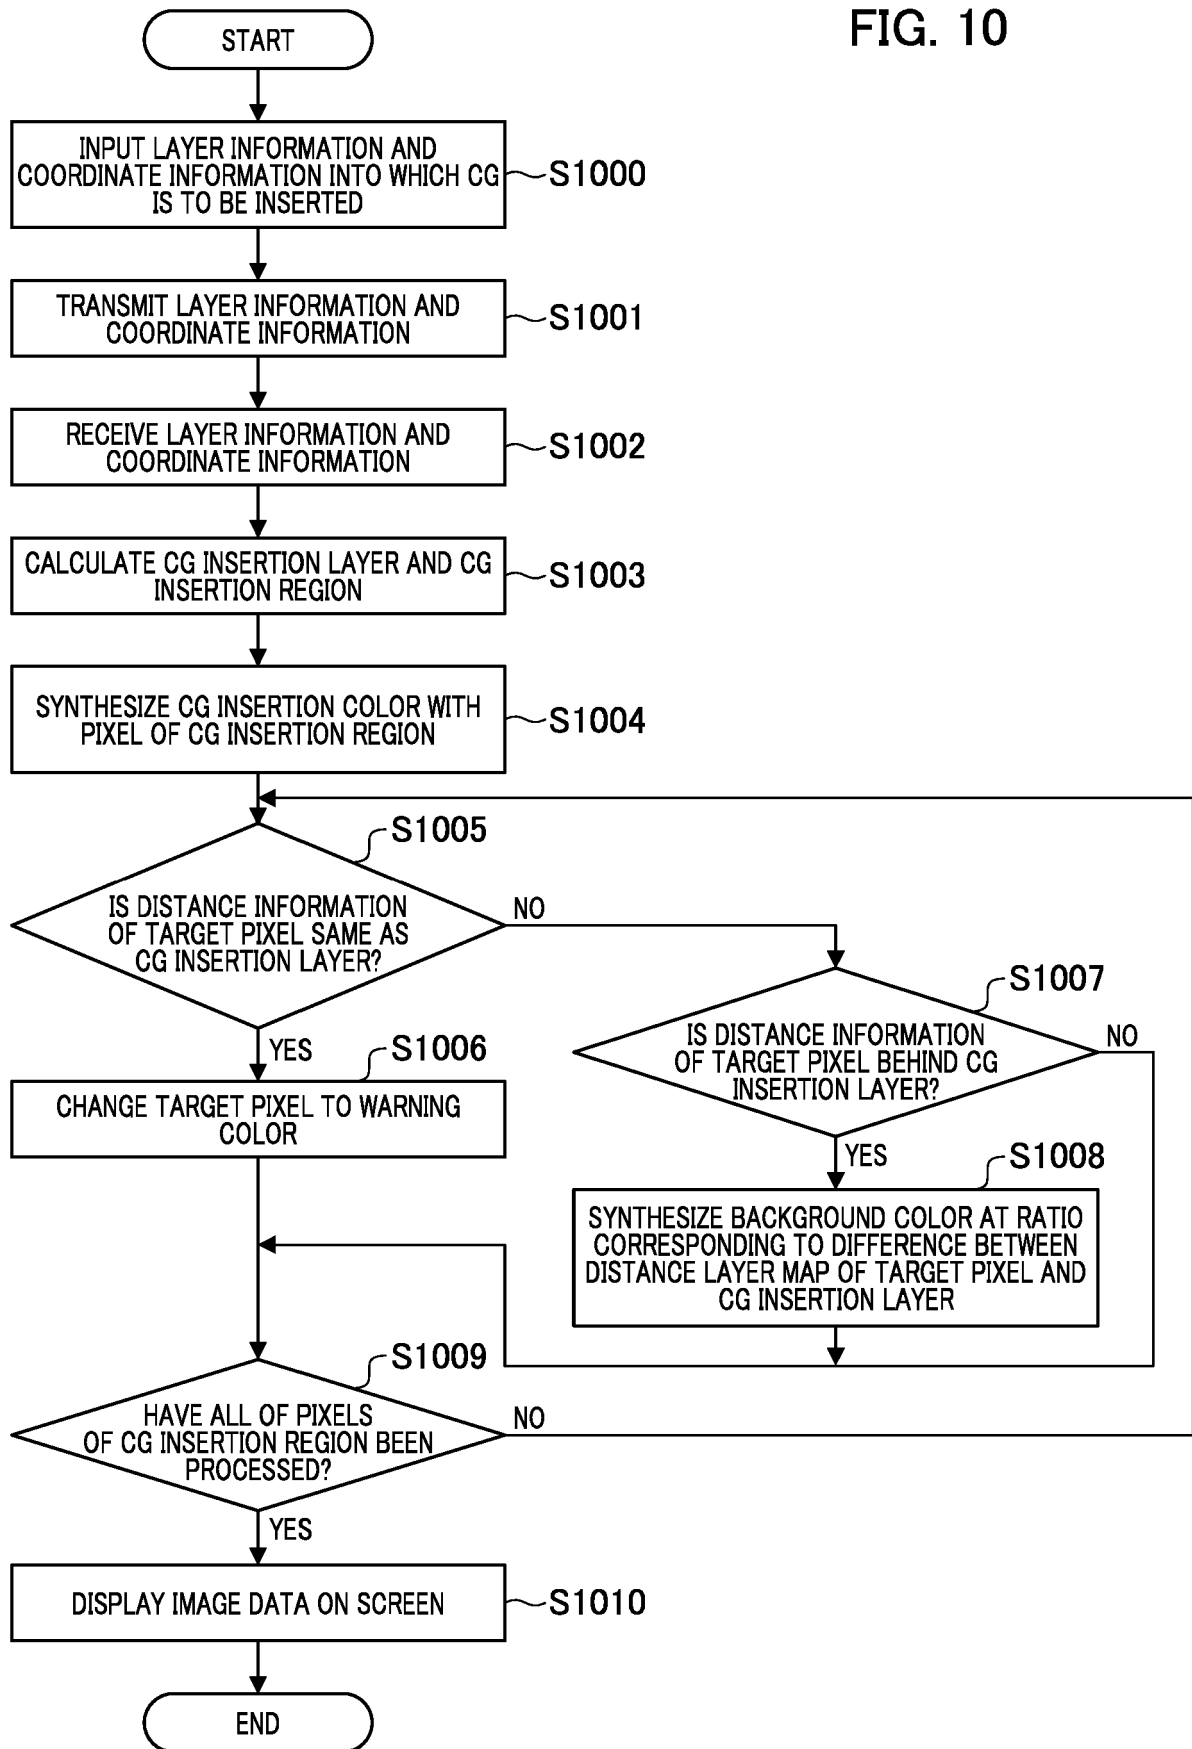 FIG. 10
START
INPUT LAYER INFORMATION AND
COORDINATE INFORMATION INTO WHICH CG
IS TO BE INSERTED
S1000
TRANSMIT LAYER INFORMATION AND
COORDINATE INFORMATION
S1001
RECEIVE LAYER INFORMATION AND
COORDINATE INFORMATION
S1002
CALCULATE CG INSERTION LAYER AND CG
INSERTION REGION
S1003
SYNTHESIZE CG INSERTION COLOR WITH
PIXEL OF CG INSERTION REGION
S1004
S1005
IS DISTANCE INFORMATION
OF TARGET PIXEL SAME AS
CG INSERTION LAYER?
NO
YES
S1007
IS DISTANCE INFORMATION
OF TARGET PIXEL BEHIND CG
INSERTION LAYER?
NO
YES
S1006
CHANGE TARGET PIXEL TO WARNING
COLOR
S1008
SYNTHESIZE BACKGROUND COLOR AT RATIO
CORRESPONDING TO DIFFERENCE BETWEEN
DISTANCE LAYER MAP OF TARGET PIXEL AND
CG INSERTION LAYER
S1009
HAVE ALL OF PIXELS
OF CG INSERTION REGION BEEN
PROCESSED?
NO
YES
DISPLAY IMAGE DATA ON SCREEN
S1010
END